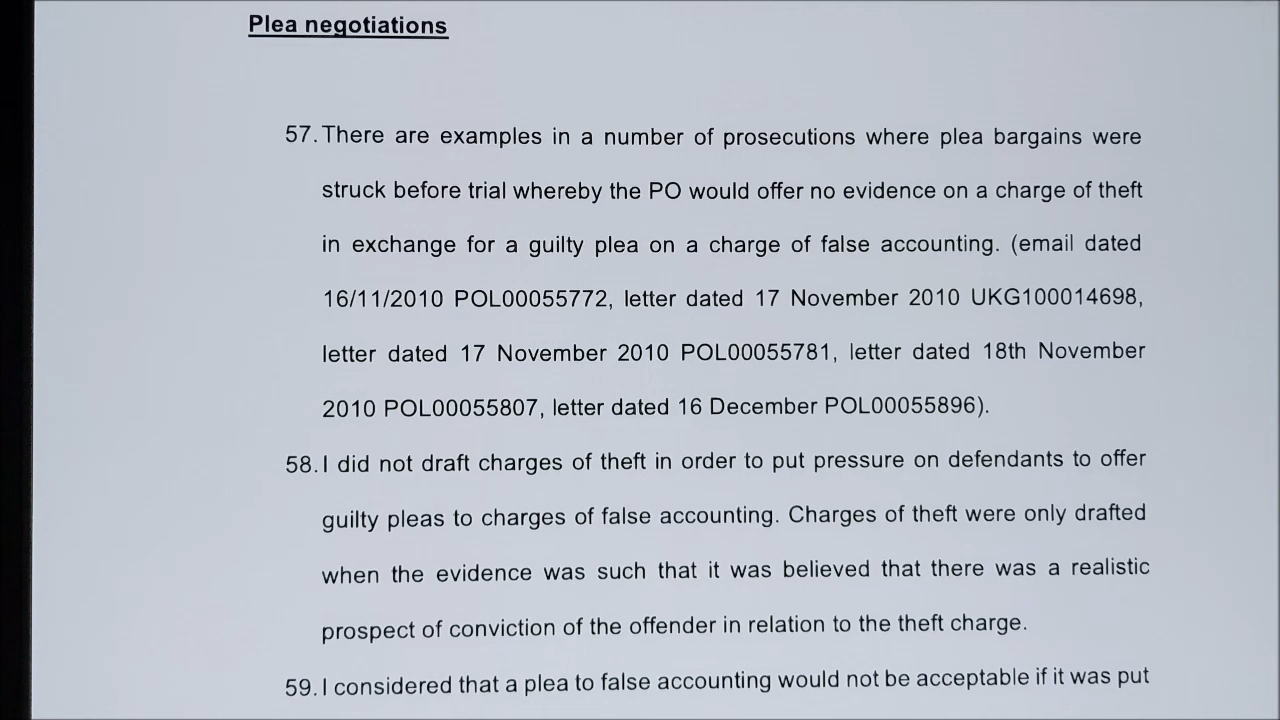 Plea negotiations
57. There are examples in a number of prosecutions where plea bargains were
struck before trial whereby the PO would offer no evidence on a charge of theft
in exchange for a guilty plea on a charge of false accounting. (email dated
16/11/2010 POL00055772, letter dated 17 November 2010 UKG100014698,
letter dated 17 November 2010 POL00055781, letter dated 18th November
2010 POL00055807, letter dated 16 December POL00055896).
58. I did not draft charges of theft in order to put pressure on defendants to offer
guilty pleas to charges of false accounting. Charges of theft were only drafted
when the evidence was such that it was believed that there was a realistic
prospect of conviction of the offender in relation to the theft charge.
59. I considered that a plea to false accounting would not be acceptable if it was put